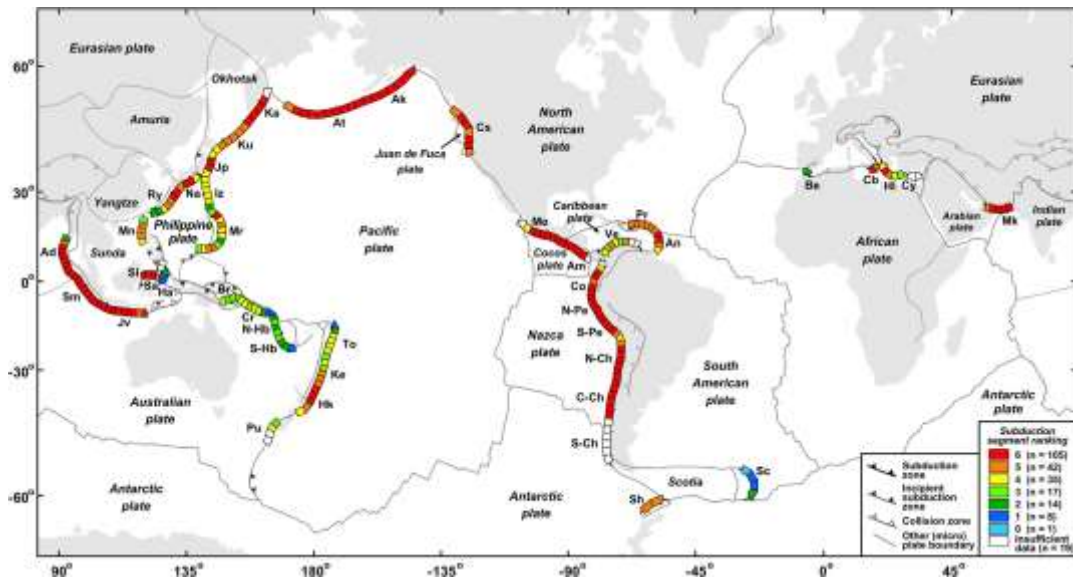 Eurasian plate
Okhotsk
Amuria
Yangtze
Philippine
plate
Sunda
Ka
Ku
Jp
Na
Iz
Ry
Mn
Mr
Ad
Sm
Jv
Si
Sa
Ha
Br
Cr
N-Hb
S-Hb
To
Ke
Hk
Pu
At
Ak
Cs
Juan de Fuca
plate
North
American
plate
Pacific
plate
Caribbean
plate
Cocos
plate
Me
Ve
Pr
An
Am
Co
N-Pe
S-Pe
N-Ch
C-Ch
S-Ch
Nazca
plate
South
American
plate
Scotia
Sc
Sh
Be
Cb
Cy
Mk
Eurasian
plate
Arabian
plate
Indian
plate
African
plate
Australian
plate
Antarctic
plate
Antarctic
plate
Antarctic
plate
60°
30°
0°
-30°
-60°
90°
135°
180°
-135°
-90°
-45°
0°
45°
Subduction
zone
Incipient
subduction
zone
Collision zone
Other (micro)
plate boundary
Subduction
segment ranking
6 (n = 105)
5 (n = 42)
4 (n = 38)
3 (n = 17)
2 (n = 14)
1 (n = 8)
0 (n = 1)
Insufficient
data (n = 19)